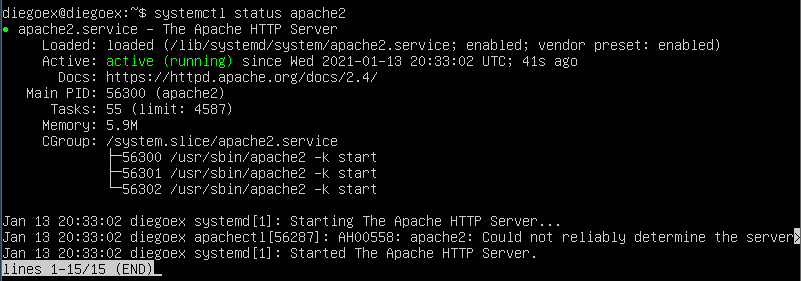 diegoex@diegoex:~$ systemctl status apache2
● apache2.service – The Apache HTTP Server
     Loaded: loaded (/lib/systemd/system/apache2.service; enabled; vendor preset: enabled)
     Active: active (running) since Wed 2021-01-13 20:33:02 UTC; 41s ago
       Docs: https://httpd.apache.org/docs/2.4/
   Main PID: 56300 (apache2)
      Tasks: 55 (limit: 4587)
     Memory: 5.9M
     CGroup: /system.slice/apache2.service
             ├─56300 /usr/sbin/apache2 -k start
             ├─56301 /usr/sbin/apache2 -k start
             └─56302 /usr/sbin/apache2 -k start
Jan 13 20:33:02 diegoex systemd[1]: Starting The Apache HTTP Server...
Jan 13 20:33:02 diegoex apachectl[56287]: AH00558: apache2: Could not reliably determine the server>
Jan 13 20:33:02 diegoex systemd[1]: Started The Apache HTTP Server.
lines 1-15/15 (END)